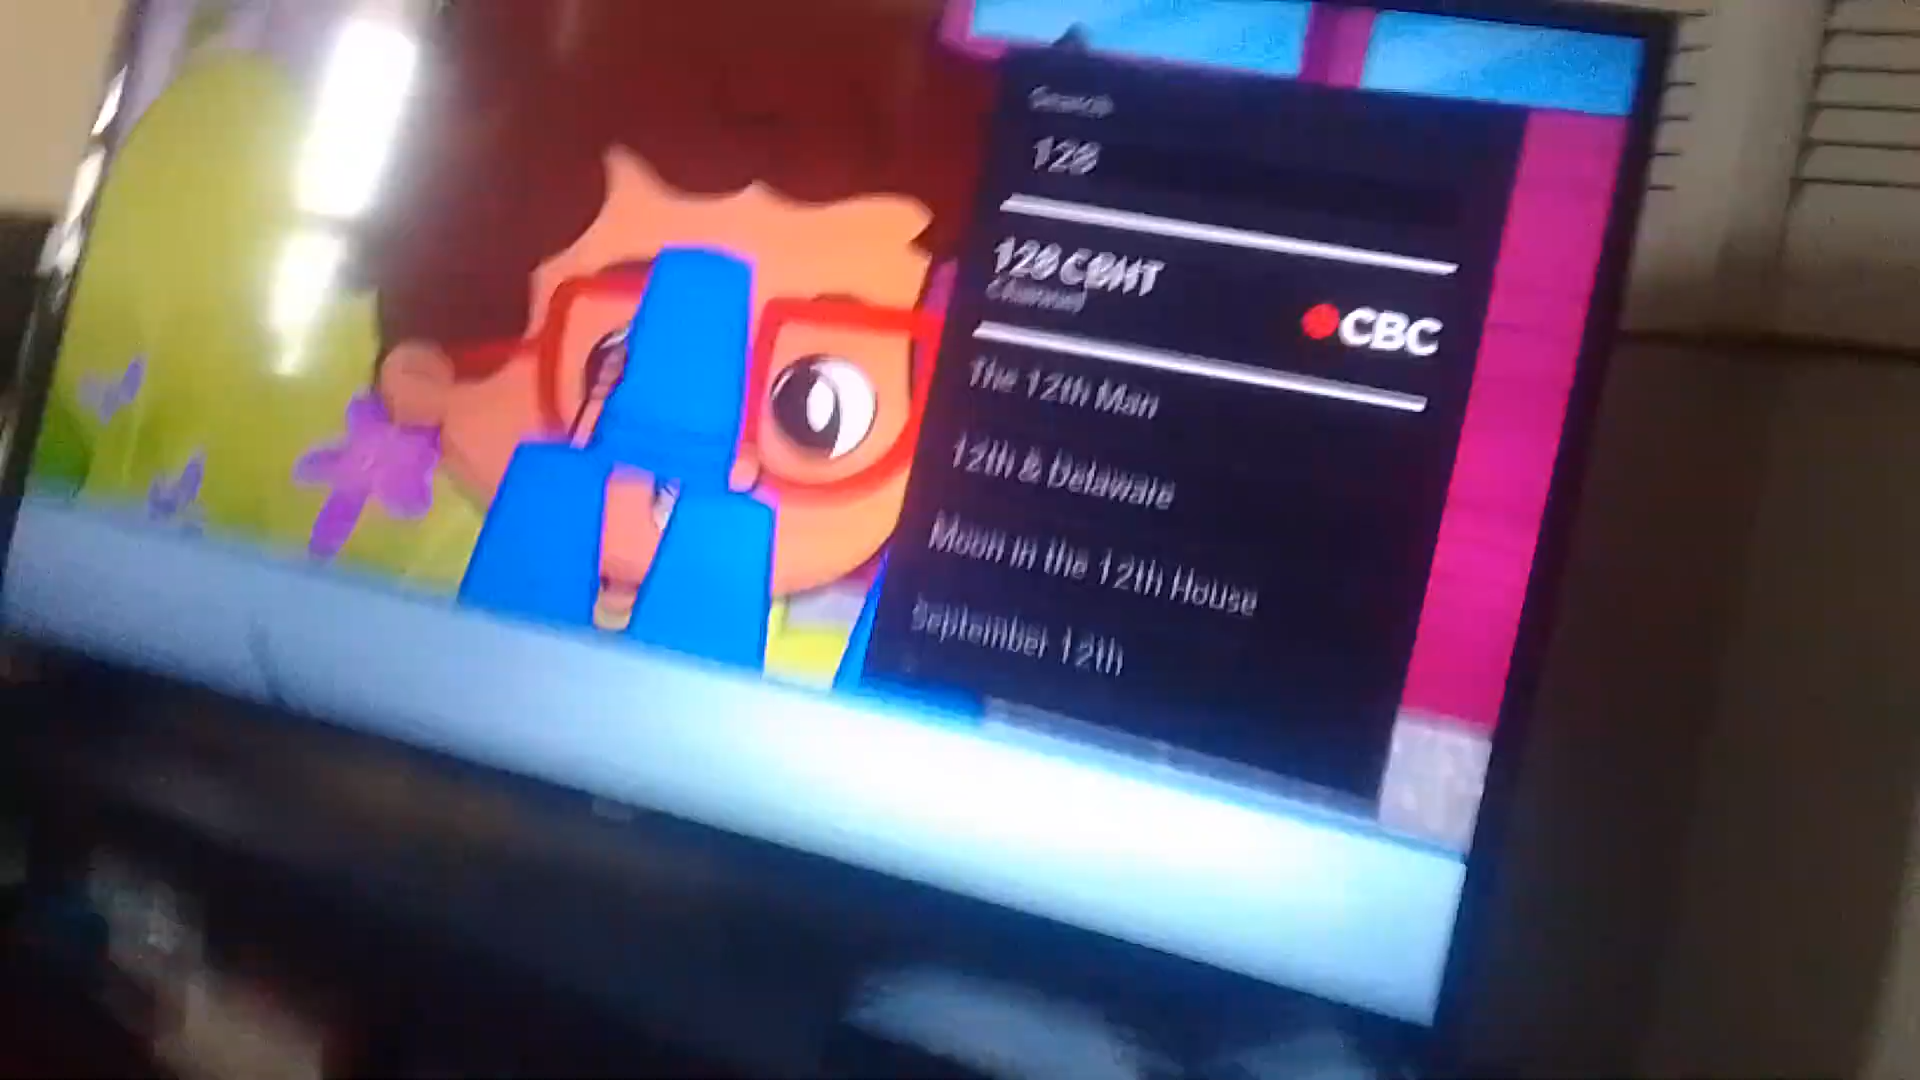 Search
128
128 CBHT
Channel
CBC
The 12th Man
12th & Delaware
Moon in the 12th House
September 12th